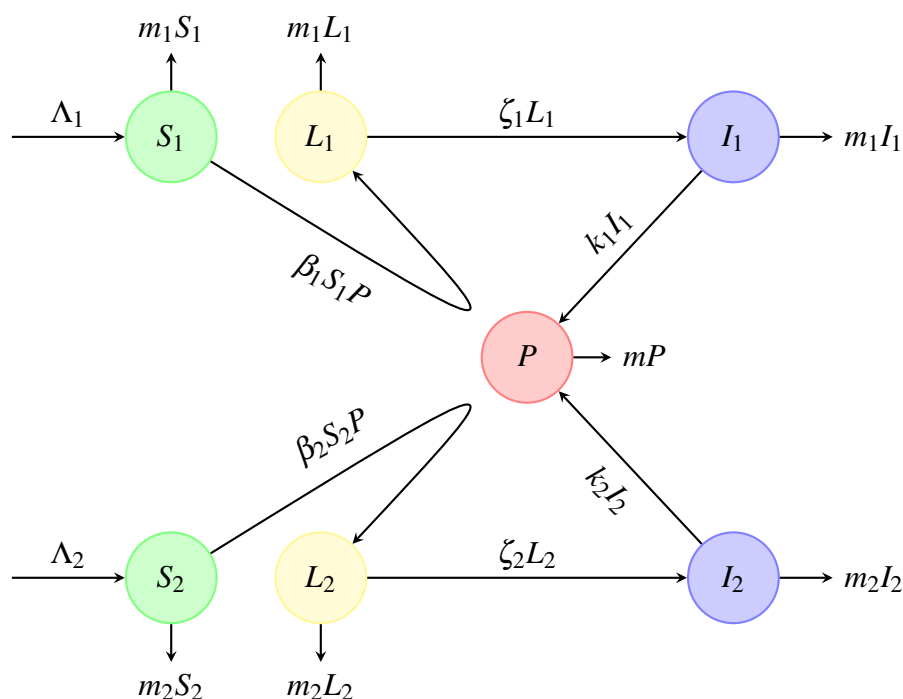 m₁S₁ m₁L₁
Λ₁ S₁ L₁ ζ₁L₁ I₁ m₁I₁
β₁S₁P k₁I₁
P mP
β₂S₂P k₂I₂
Λ₂ S₂ L₂ ζ₂L₂ I₂ m₂I₂
m₂S₂ m₂L₂